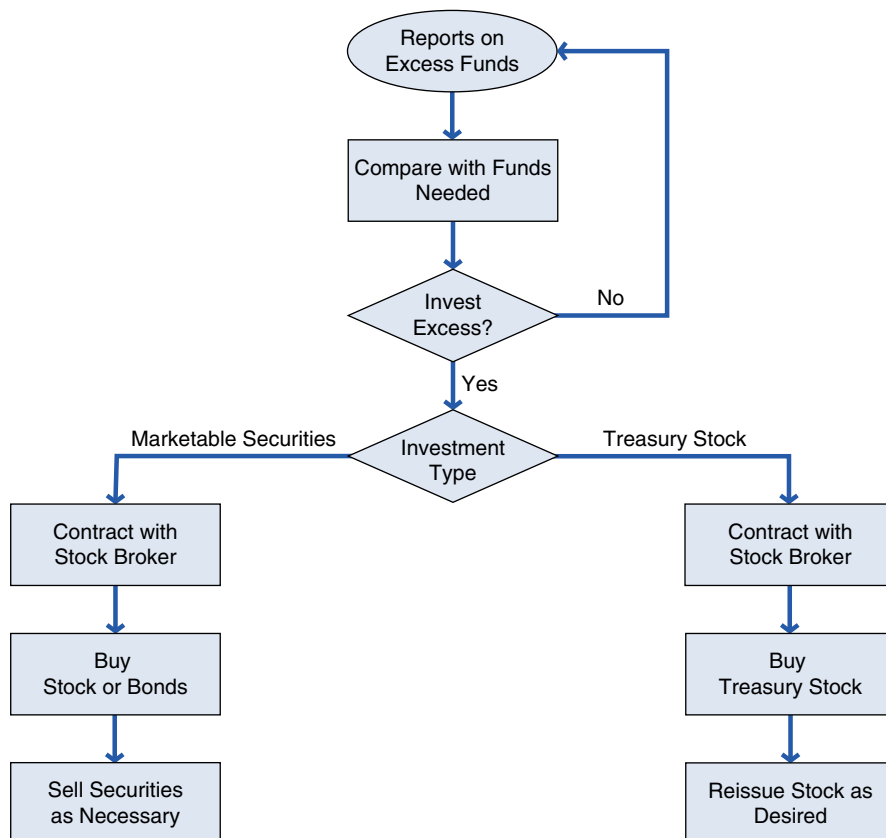 Reports on
Excess Funds
Compare with Funds
Needed
Invest
Excess?
No
Yes
Marketable Securities
Investment
Type
Treasury Stock
Contract with
Stock Broker
Contract with
Stock Broker
Buy
Stock or Bonds
Buy
Treasury Stock
Sell Securities
as Necessary
Reissue Stock as
Desired